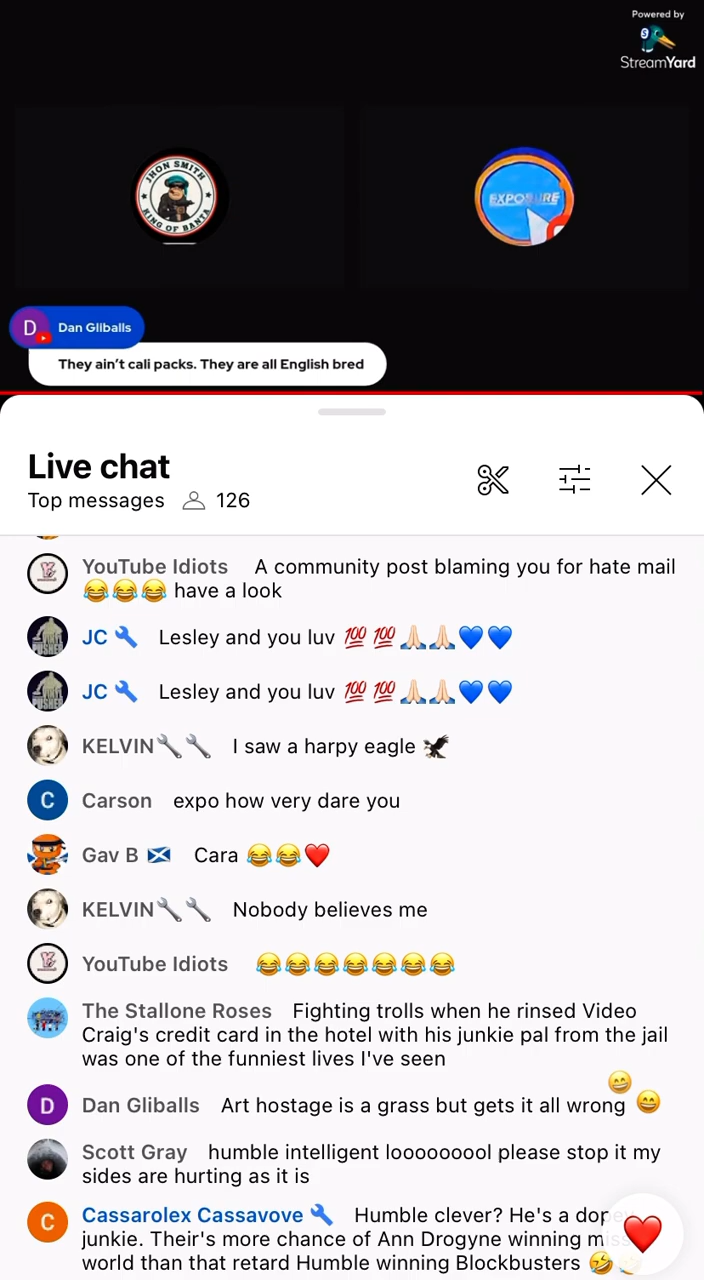 Powered by
StreamYard
JHON SMITH
KING OF BANTA
EXPOSURE
D Dan Gliballs
They ain't cali packs. They are all English bred
Live chat
Top messages 126
YouTube Idiots A community post blaming you for hate mail
😂😂😂 have a look
JC 🔧 Lesley and you luv 💯 💯🙏🏻🙏🏻💙💙
JC 🔧 Lesley and you luv 💯 💯🙏🏻🙏🏻💙💙
KELVIN🔧🔧 I saw a harpy eagle 🦅
C Carson expo how very dare you
Gav B 🏴󠁧󠁢󠁳󠁣󠁴󠁿 Cara 😂😂❤️
KELVIN🔧🔧 Nobody believes me
YouTube Idiots 😂😂😂😂😂😂😂
The Stallone Roses Fighting trolls when he rinsed Video
Craig's credit card in the hotel with his junkie pal from the jail
was one of the funniest lives I've seen
D Dan Gliballs Art hostage is a grass but gets it all wrong
Scott Gray humble intelligent looooooool please stop it my
sides are hurting as it is
C Cassarolex Cassavove 🔧 Humble clever? He's a dopey
junkie. Their's more chance of Ann Drogyne winning miss
world than that retard Humble winning Blockbusters 🤣